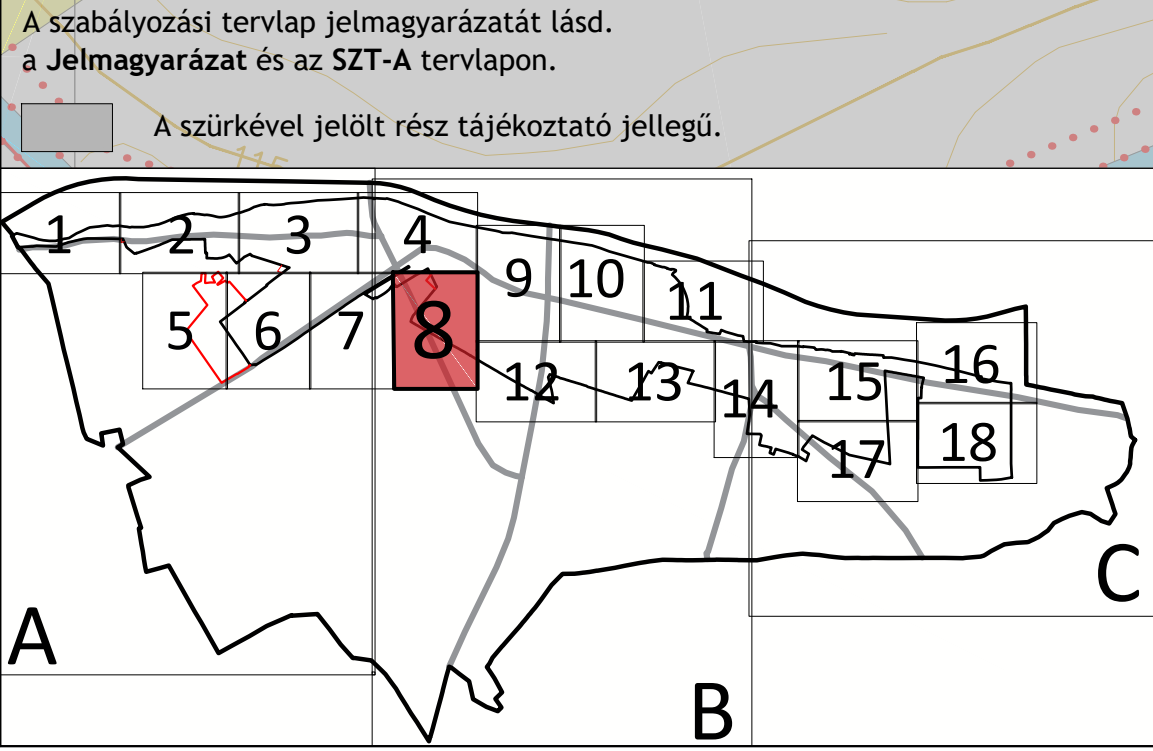 A szabályozási tervlap jelmagyarázatát lásd.
a Jelmagyarázat és az SZT-A tervlapon.
A szürkével jelölt rész tájékoztató jellegű.
115
1 2 3 4
9 10 11
5 6 7 8
12 13 14 15 16
17 18
A B C